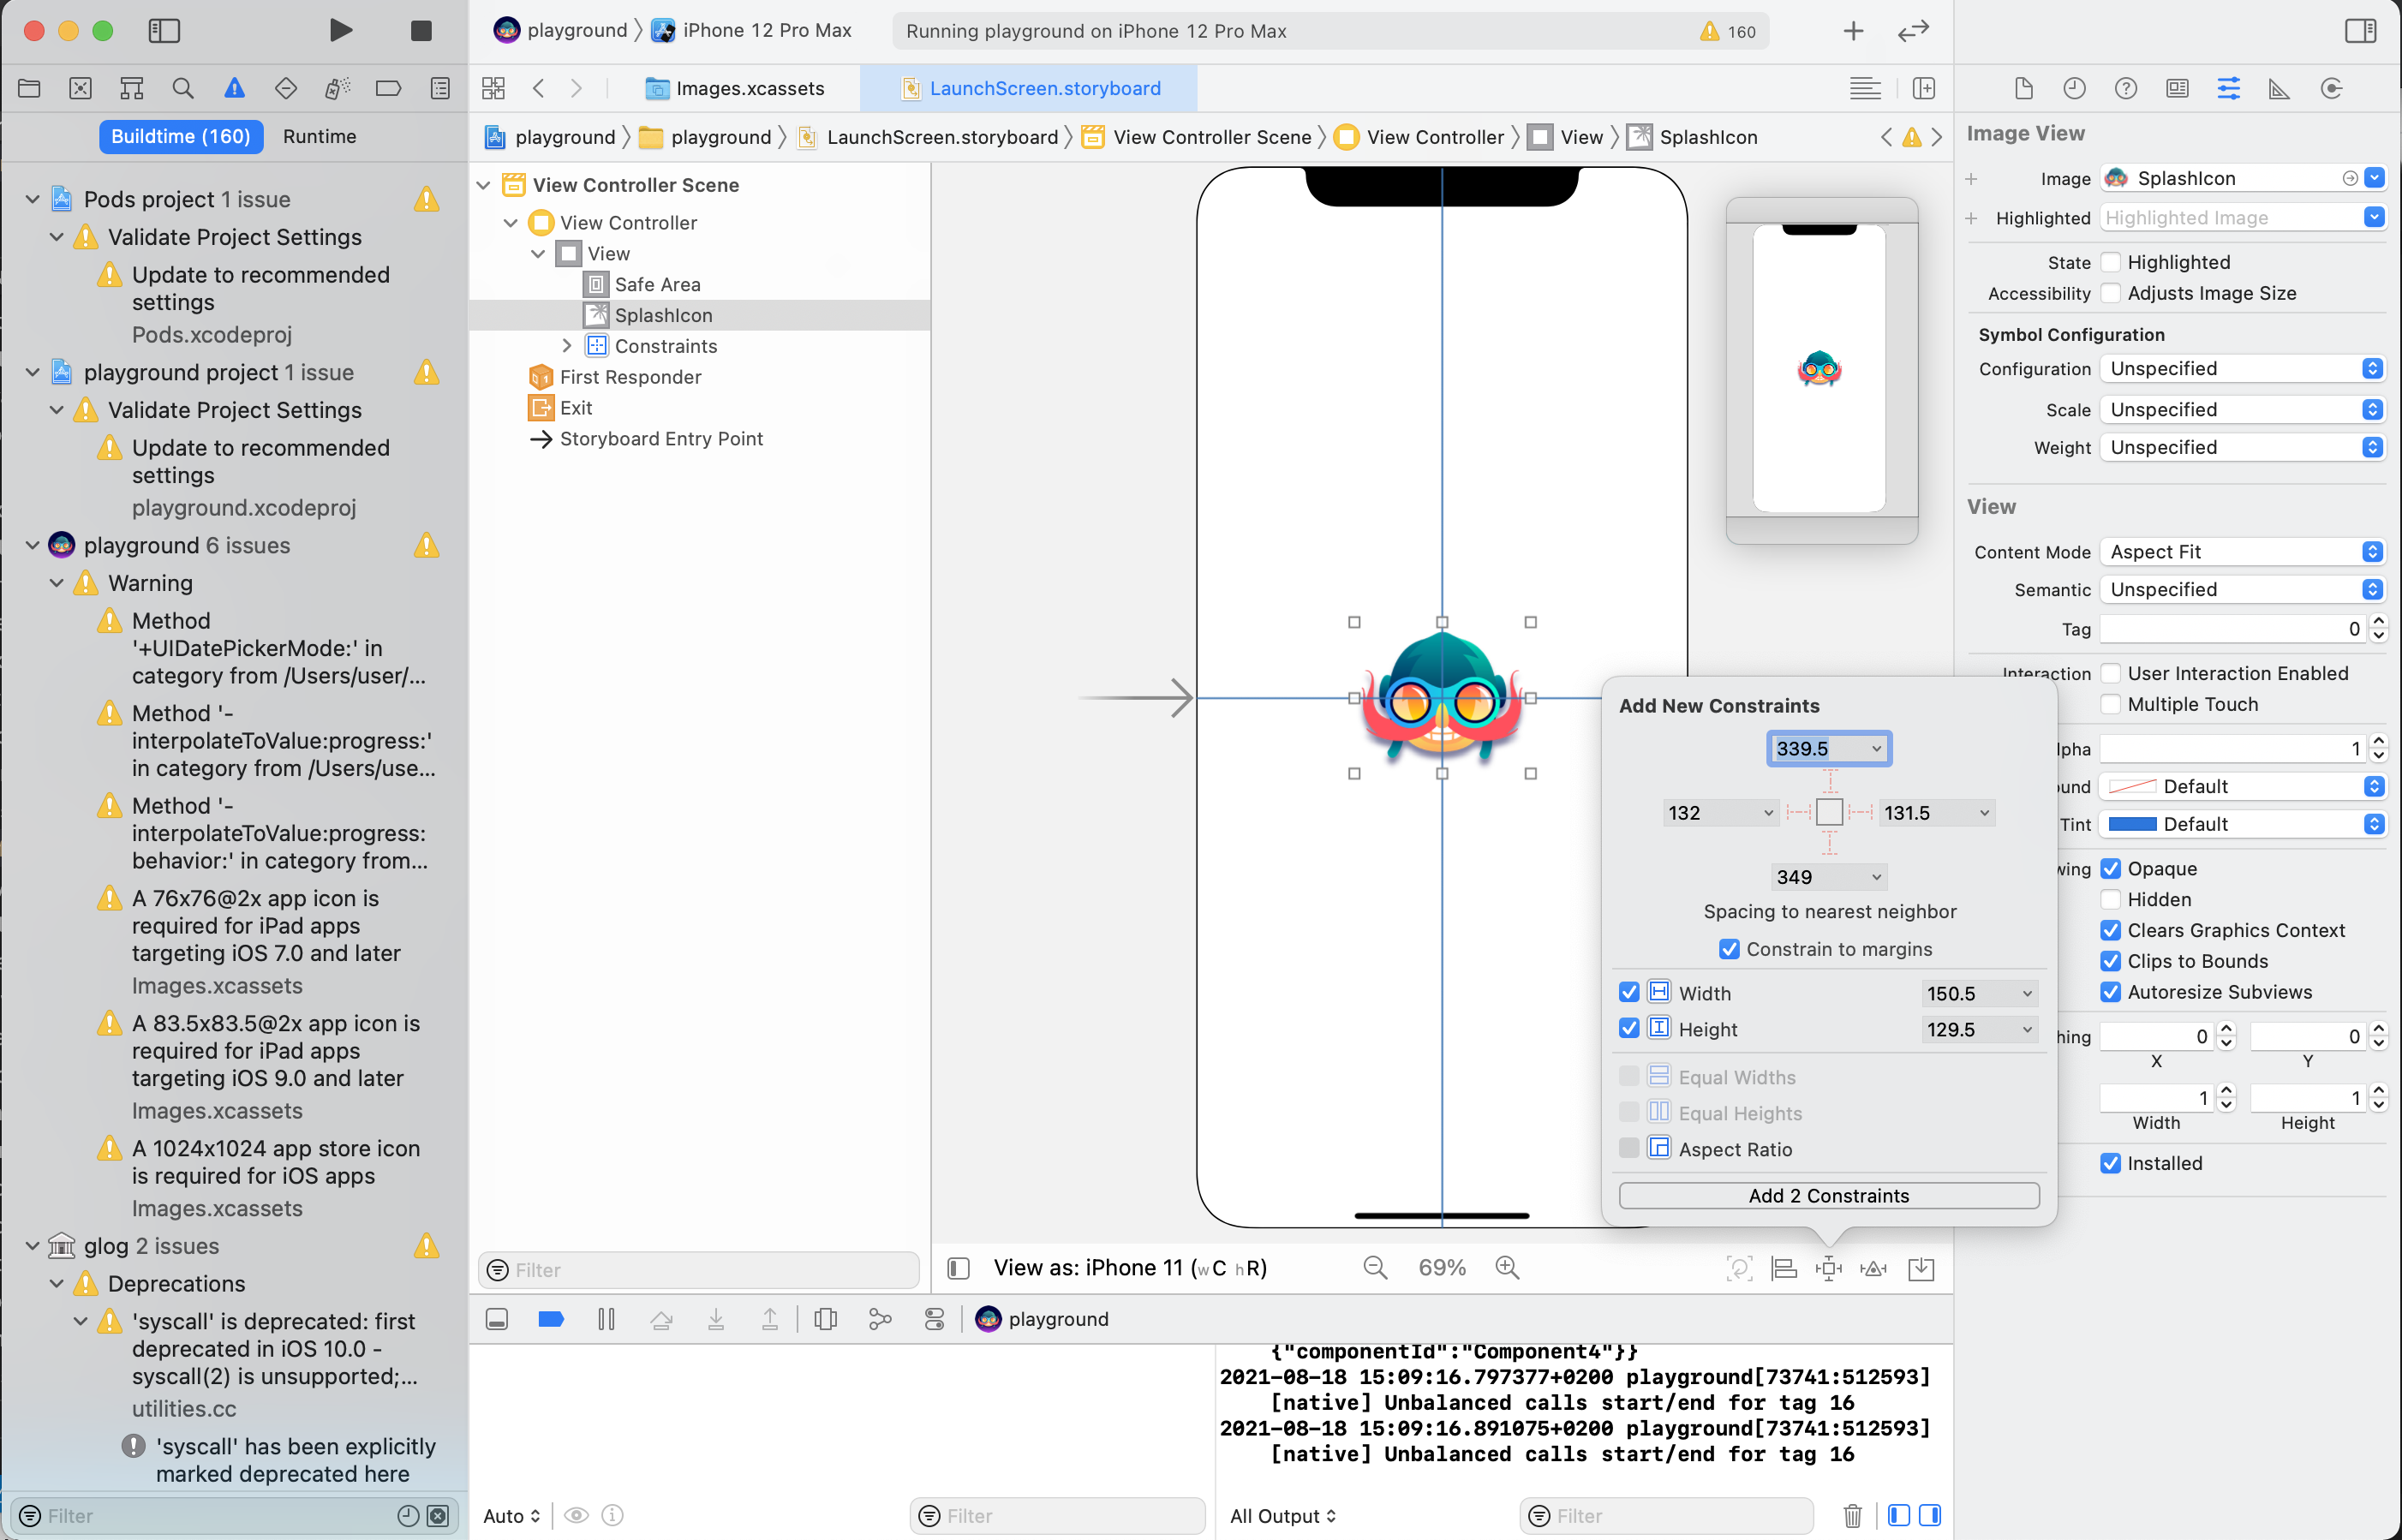 playground
iPhone 12 Pro Max
Running playground on iPhone 12 Pro Max
160
Images.xcassets
LaunchScreen.storyboard
Buildtime (160)
Runtime
playground
playground
LaunchScreen.storyboard
View Controller Scene
View Controller
View
SplashIcon
Pods project 1 issue
Validate Project Settings
Update to recommended
settings
Pods.xcodeproj
playground project 1 issue
Validate Project Settings
Update to recommended
settings
playground.xcodeproj
playground 6 issues
Warning
Method
'+UIDatePickerMode:' in
category from /Users/user/...
Method '-
interpolateToValue:progress:'
in category from /Users/use...
Method '-
interpolateToValue:progress:
behavior:' in category from...
A 76x76@2x app icon is
required for iPad apps
targeting iOS 7.0 and later
Images.xcassets
A 83.5x83.5@2x app icon is
required for iPad apps
targeting iOS 9.0 and later
Images.xcassets
A 1024x1024 app store icon
is required for iOS apps
Images.xcassets
glog 2 issues
Deprecations
'syscall' is deprecated: first
deprecated in iOS 10.0 -
syscall(2) is unsupported;...
utilities.cc
'syscall' has been explicitly
marked deprecated here
Filter
View Controller Scene
View Controller
View
Safe Area
SplashIcon
Constraints
First Responder
Exit
Storyboard Entry Point
Filter
View as: iPhone 11 (wC hR)
69%
Add New Constraints
339.5
132
131.5
349
Spacing to nearest neighbor
Constrain to margins
Width
150.5
Height
129.5
Equal Widths
Equal Heights
Aspect Ratio
Add 2 Constraints
Image View
Image
SplashIcon
Highlighted
Highlighted Image
State
Highlighted
Accessibility
Adjusts Image Size
Symbol Configuration
Configuration
Unspecified
Scale
Unspecified
Weight
Unspecified
View
Content Mode
Aspect Fit
Semantic
Unspecified
Tag
0
Interaction
User Interaction Enabled
Multiple Touch
lpha
1
und
Default
Tint
Default
wing
Opaque
Hidden
Clears Graphics Context
Clips to Bounds
Autoresize Subviews
hing
0
0
X
Y
1
1
Width
Height
Installed
playground
{"componentId":"Component4"}}
2021-08-18 15:09:16.797377+0200 playground[73741:512593]
[native] Unbalanced calls start/end for tag 16
2021-08-18 15:09:16.891075+0200 playground[73741:512593]
[native] Unbalanced calls start/end for tag 16
Auto
Filter
All Output
Filter